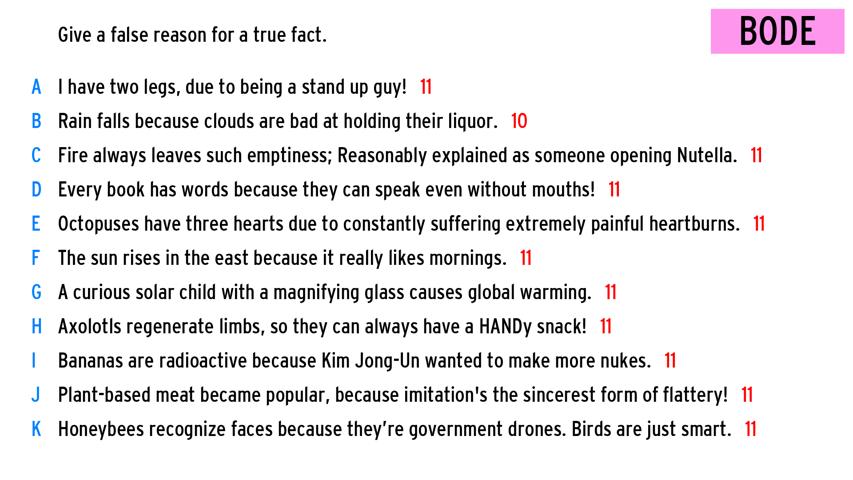 Give a false reason for a true fact.
BODE
A I have two legs, due to being a stand up guy! 11
B Rain falls because clouds are bad at holding their liquor. 10
C Fire always leaves such emptiness; Reasonably explained as someone opening Nutella. 11
D Every book has words because they can speak even without mouths! 11
E Octopuses have three hearts due to constantly suffering extremely painful heartburns. 11
F The sun rises in the east because it really likes mornings. 11
G A curious solar child with a magnifying glass causes global warming. 11
H Axolotls regenerate limbs, so they can always have a HANDy snack! 11
I Bananas are radioactive because Kim Jong-Un wanted to make more nukes. 11
J Plant-based meat became popular, because imitation's the sincerest form of flattery! 11
K Honeybees recognize faces because they’re government drones. Birds are just smart. 11